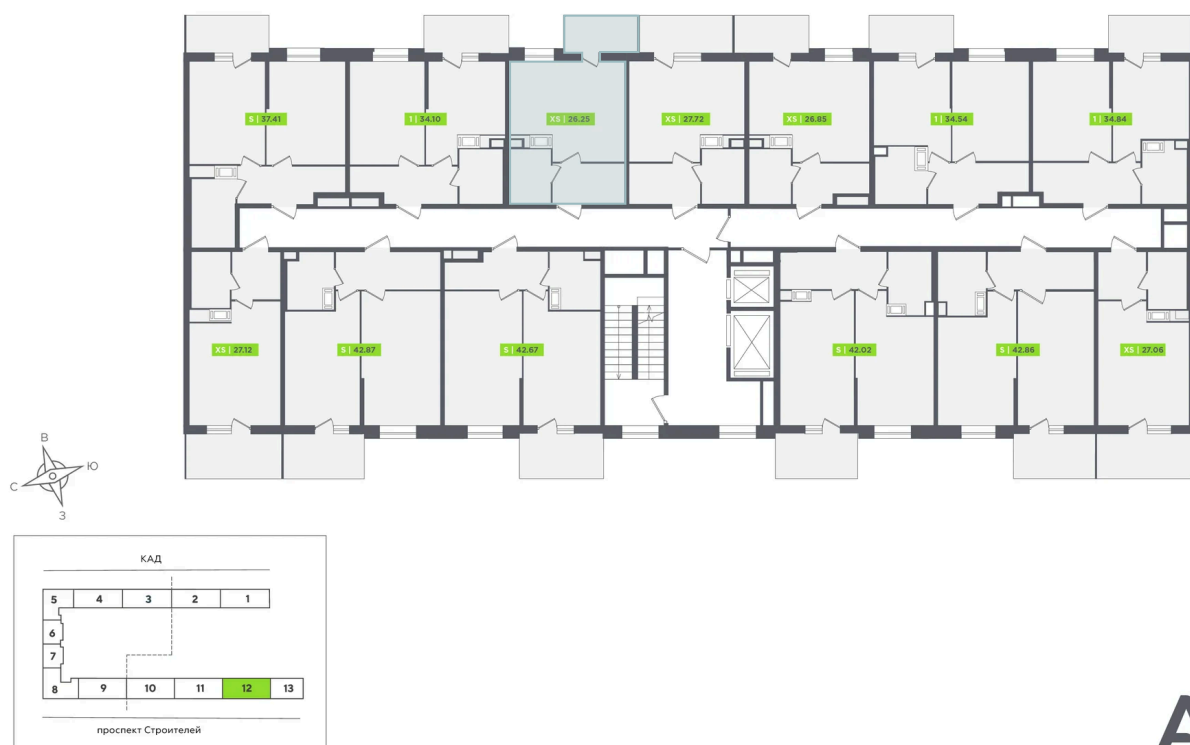 S | 37.41
1 | 34.10
XS | 26.25
XS | 27.72
XS | 26.85
1 | 34.54
1 | 34.84
XS | 27.12
S | 42.87
S | 42.67
S | 42.02
S | 42.86
XS | 27.06
В
Ю
С
З
КАД
5 4 3 2 1
6
7
8 9 10 11 12 13
проспект Строителей
А